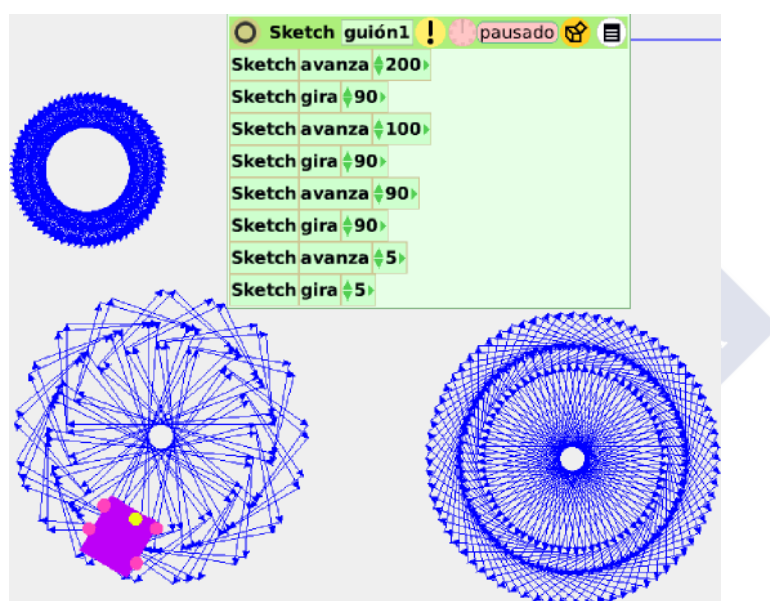 Sketch guión1 ! pausado
Sketch avanza 200
Sketch gira 90
Sketch avanza 100
Sketch gira 90
Sketch avanza 90
Sketch gira 90
Sketch avanza 5
Sketch gira 5